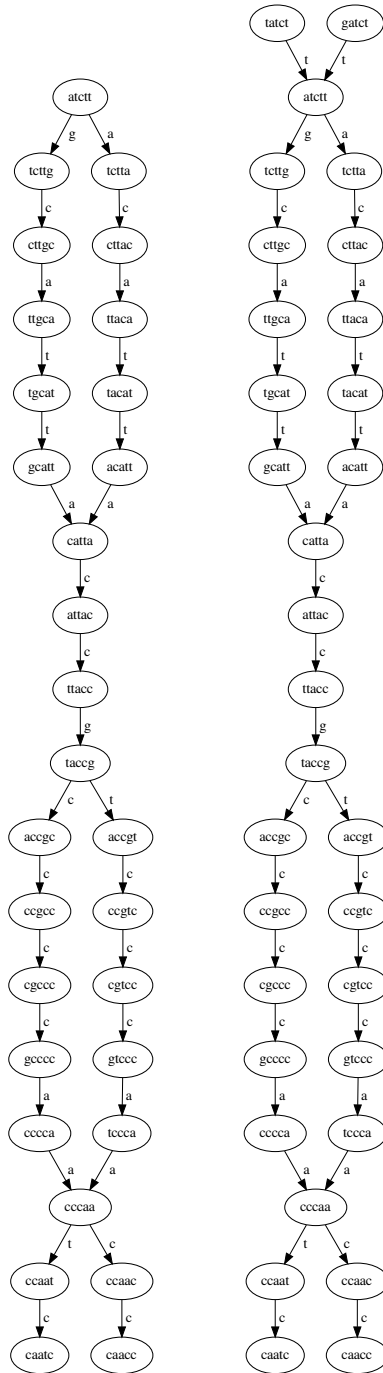 tatct gatct
t t
atctt atctt
g a g a
tcttg tctta tcttg tctta
c c c c
cttgc cttac cttgc cttac
a a a a
ttgca ttaca ttgca ttaca
t t t t
tgcat tacat tgcat tacat
t t t t
gcatt acatt gcatt acatt
a a a a
catta catta
c c
attac attac
c c
ttacc ttacc
g g
taccg taccg
c t c t
accgc accgt accgc accgt
c c c c
ccgcc ccgtc ccgcc ccgtc
c c c c
cgccc cgtcc cgccc cgtcc
c c c c
gcccc gtccc gcccc gtccc
a a a a
cccca tccca cccca tccca
a a a a
cccaa cccaa
t c t c
ccaat ccaac ccaat ccaac
c c c c
caatc caacc caatc caacc